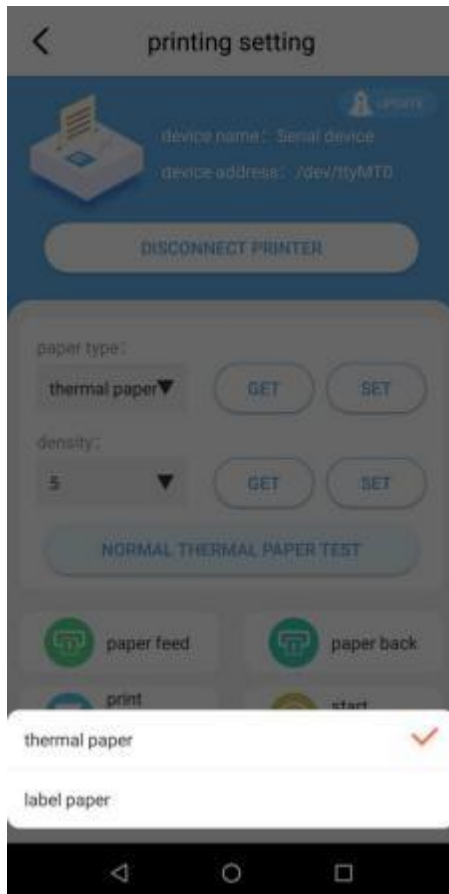 printing setting
UPDATE
device name: Serial device
device address: /dev/ttyMT0
DISCONNECT PRINTER
paper type:
thermal paper▼ GET SET
density:
5 ▼ GET SET
NORMAL THERMAL PAPER TEST
paper feed paper back
print start
thermal paper
label paper